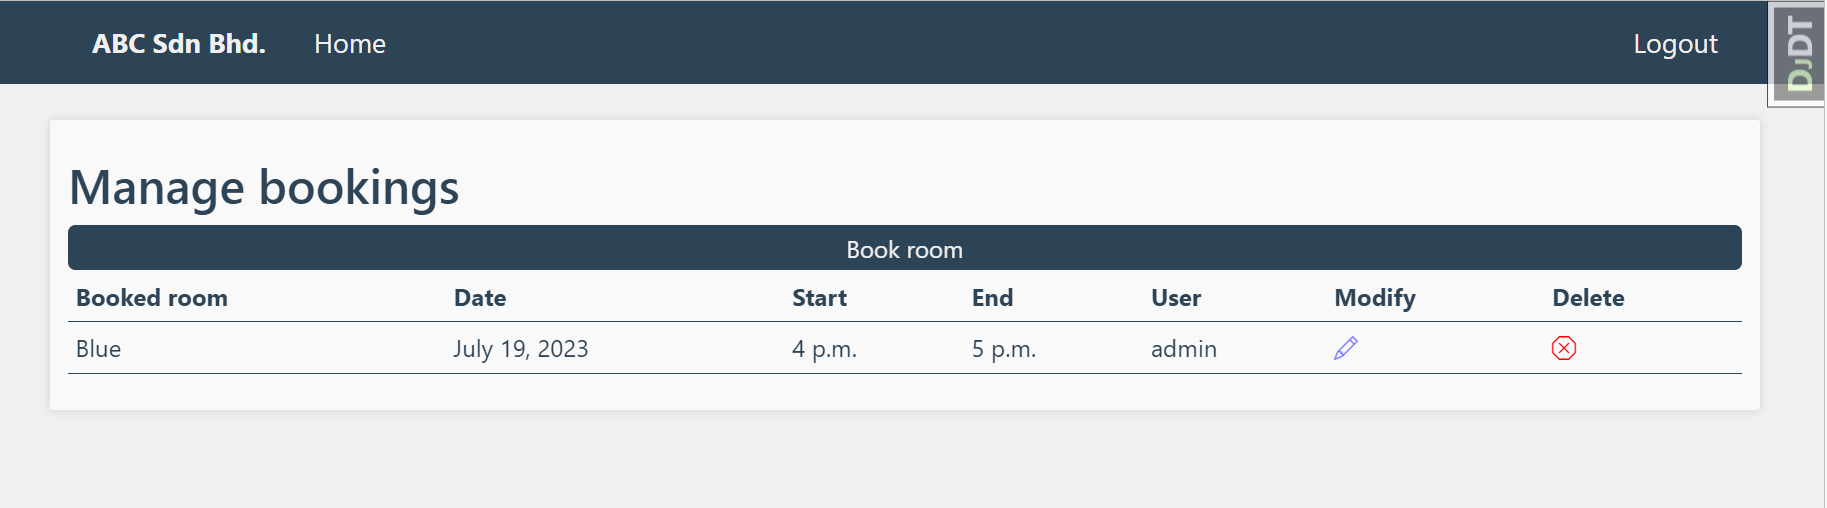 ABC Sdn Bhd. Home Logout
DJDT
Manage bookings
Book room
Booked room Date Start End User Modify Delete
Blue July 19, 2023 4 p.m. 5 p.m. admin